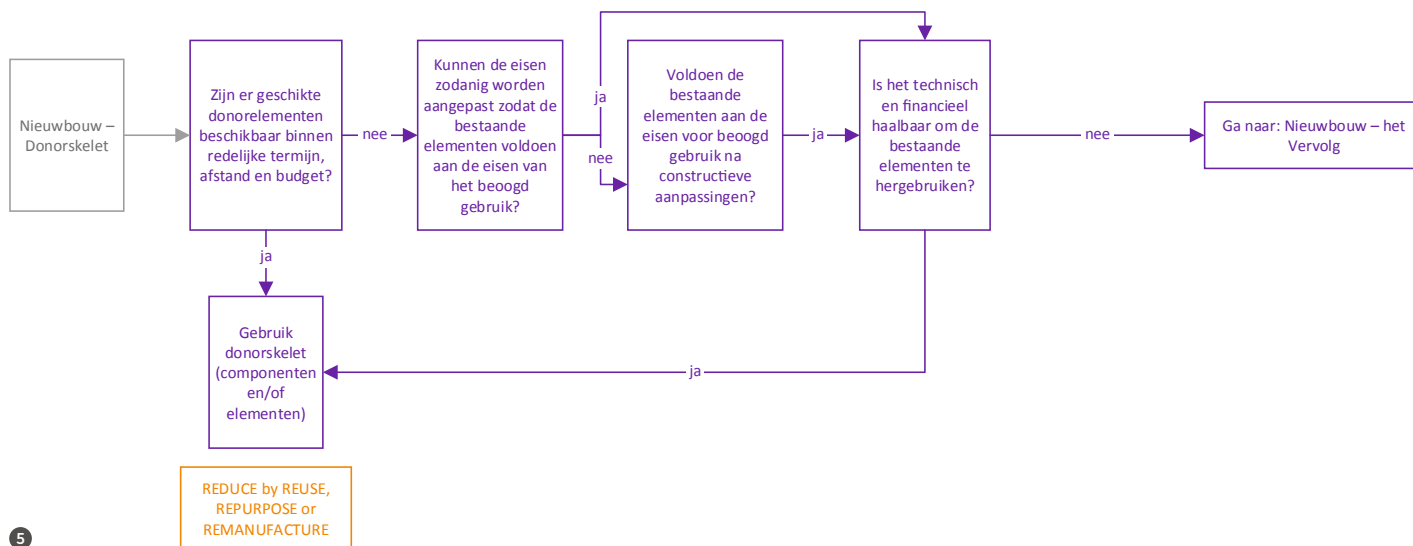 Nieuwbouw –
Donorskelet
Zijn er geschikte
donorelementen
beschikbaar binnen
redelijke termijn,
afstand en budget?
nee
Kunnen de eisen
zodanig worden
aangepast zodat de
bestaande
elementen voldoen
aan de eisen van
het beoogd
gebruik?
ja
nee
Voldoen de
bestaande
elementen aan de
eisen voor beoogd
gebruik na
constructieve
aanpassingen?
ja
Is het technisch
en financieel
haalbaar om de
bestaande
elementen te
hergebruiken?
nee
Ga naar: Nieuwbouw – het
Vervolg
ja
Gebruik
donorskelet
(componenten
en/of
elementen)
ja
REDUCE by REUSE,
REPURPOSE or
REMANUFACTURE
5